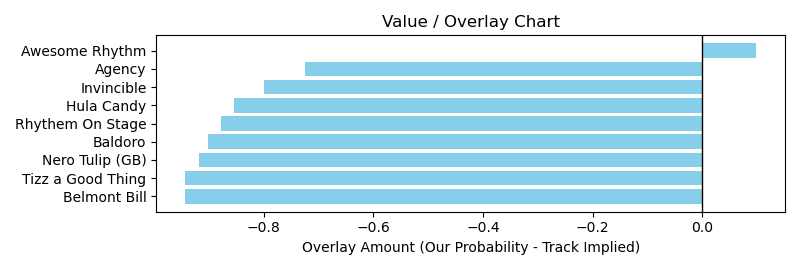 Value / Overlay Chart
Awesome Rhythm
Agency
Invincible
Hula Candy
Rhythem On Stage
Baldoro
Nero Tulip (GB)
Tizz a Good Thing
Belmont Bill
−0.8 −0.6 −0.4 −0.2 0.0
Overlay Amount (Our Probability - Track Implied)